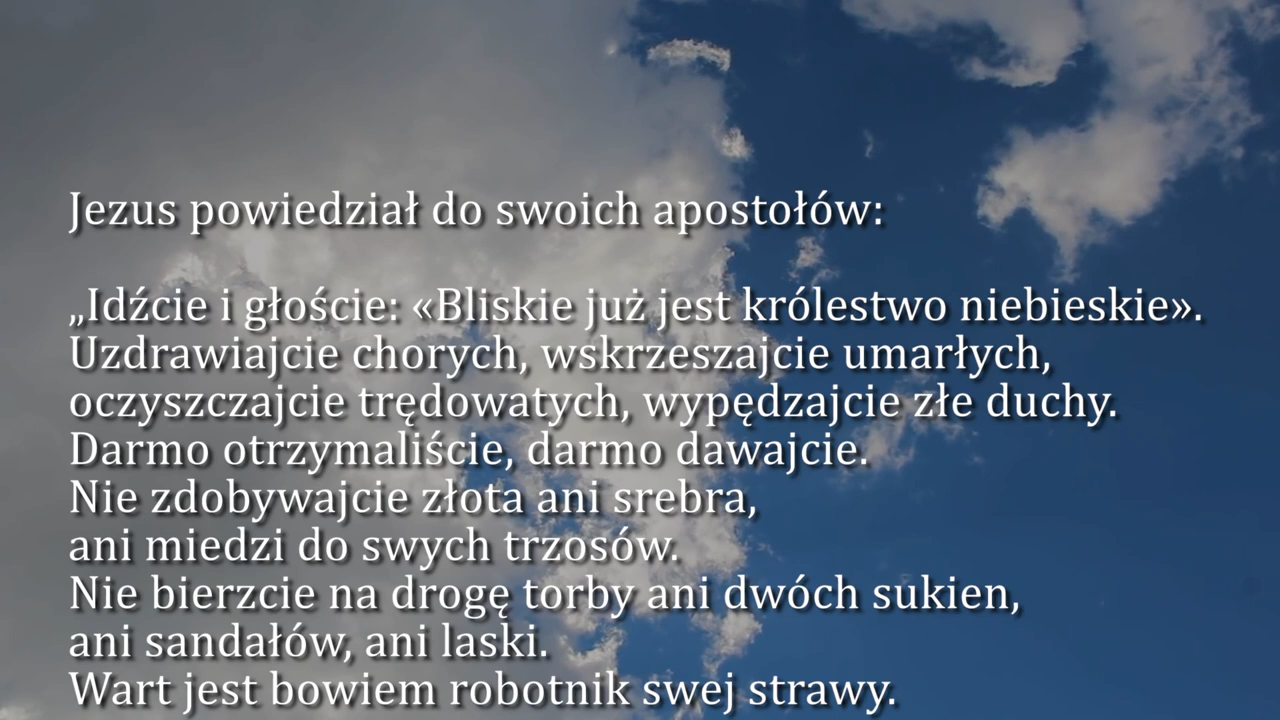 Jezus powiedział do swoich apostołów:
„Idźcie i głoście: «Bliskie już jest królestwo niebieskie».
Uzdrawiajcie chorych, wskrzeszajcie umarłych,
oczyszczajcie trędowatych, wypędzajcie złe duchy.
Darmo otrzymaliście, darmo dawajcie.
Nie zdobywajcie złota ani srebra,
ani miedzi do swych trzosów.
Nie bierzcie na drogę torby ani dwóch sukien,
ani sandałów, ani laski.
Wart jest bowiem robotnik swej strawy.